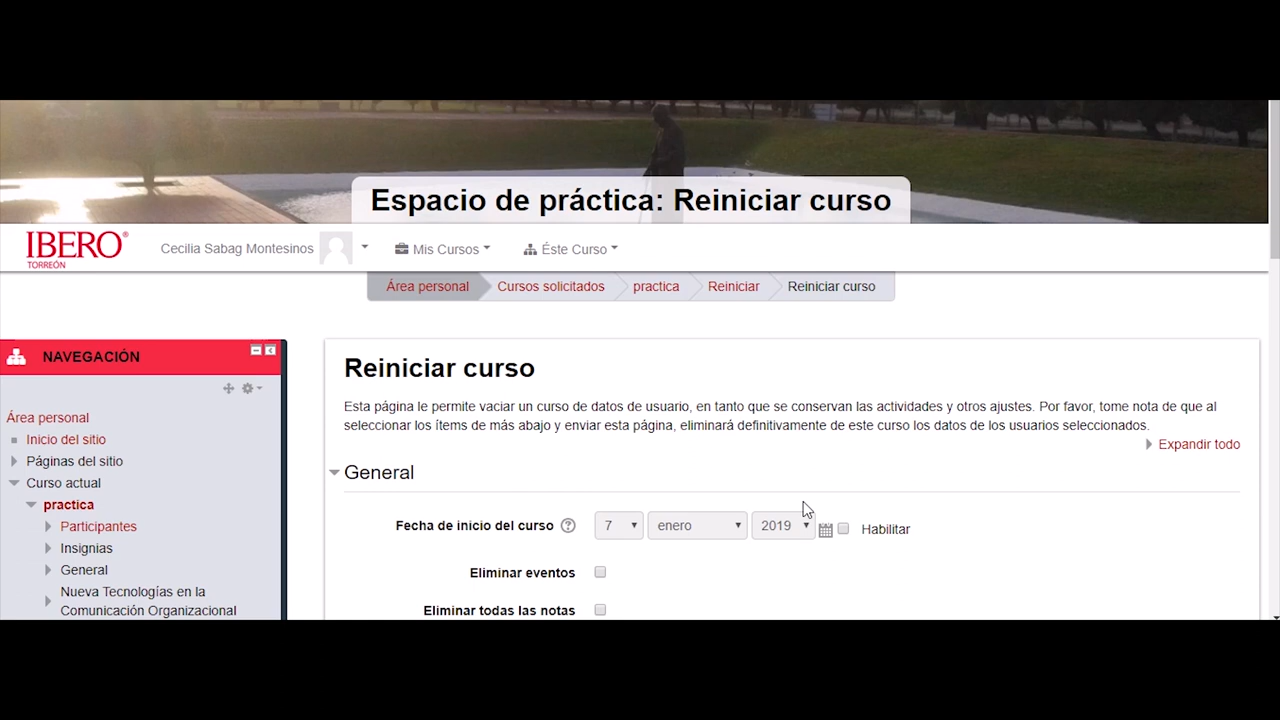 Espacio de práctica: Reiniciar curso
IBERO®
TORREÓN
Cecilia Sabag Montesinos
Mis Cursos
Éste Curso
Área personal
Cursos solicitados
practica
Reiniciar
Reiniciar curso
NAVEGACIÓN
Área personal
Inicio del sitio
Páginas del sitio
Curso actual
practica
Participantes
Insignias
General
Nueva Tecnologías en la
Comunicación Organizacional
Reiniciar curso
Esta página le permite vaciar un curso de datos de usuario, en tanto que se conservan las actividades y otros ajustes. Por favor, tome nota de que al
seleccionar los ítems de más abajo y enviar esta página, eliminará definitivamente de este curso los datos de los usuarios seleccionados.
Expandir todo
General
Fecha de inicio del curso ? 7 enero 2019 Habilitar
Eliminar eventos
Eliminar todas las notas